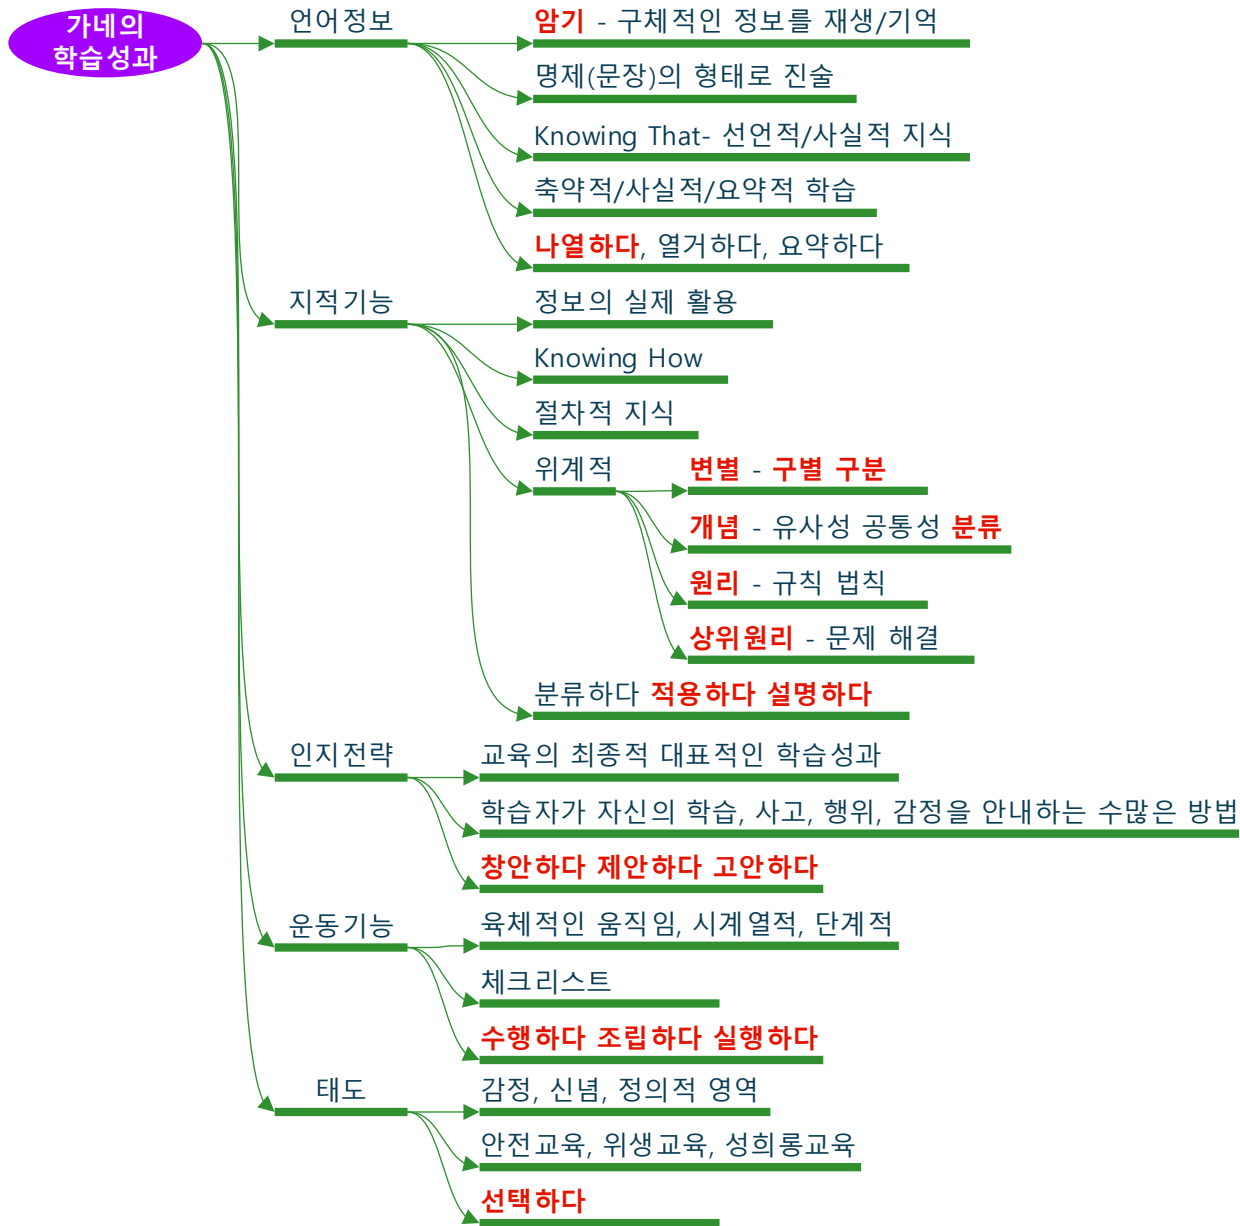 가네의
학습성과
언어정보
암기 - 구체적인 정보를 재생/기억
명제(문장)의 형태로 진술
Knowing That- 선언적/사실적 지식
축약적/사실적/요약적 학습
나열하다, 열거하다, 요약하다
지적기능
정보의 실제 활용
Knowing How
절차적 지식
위계적
변별 - 구별 구분
개념 - 유사성 공통성 분류
원리 - 규칙 법칙
상위원리 - 문제 해결
분류하다 적용하다 설명하다
인지전략
교육의 최종적 대표적인 학습성과
학습자가 자신의 학습, 사고, 행위, 감정을 안내하는 수많은 방법
창안하다 제안하다 고안하다
운동기능
육체적인 움직임, 시계열적, 단계적
체크리스트
수행하다 조립하다 실행하다
태도
감정, 신념, 정의적 영역
안전교육, 위생교육, 성희롱교육
선택하다